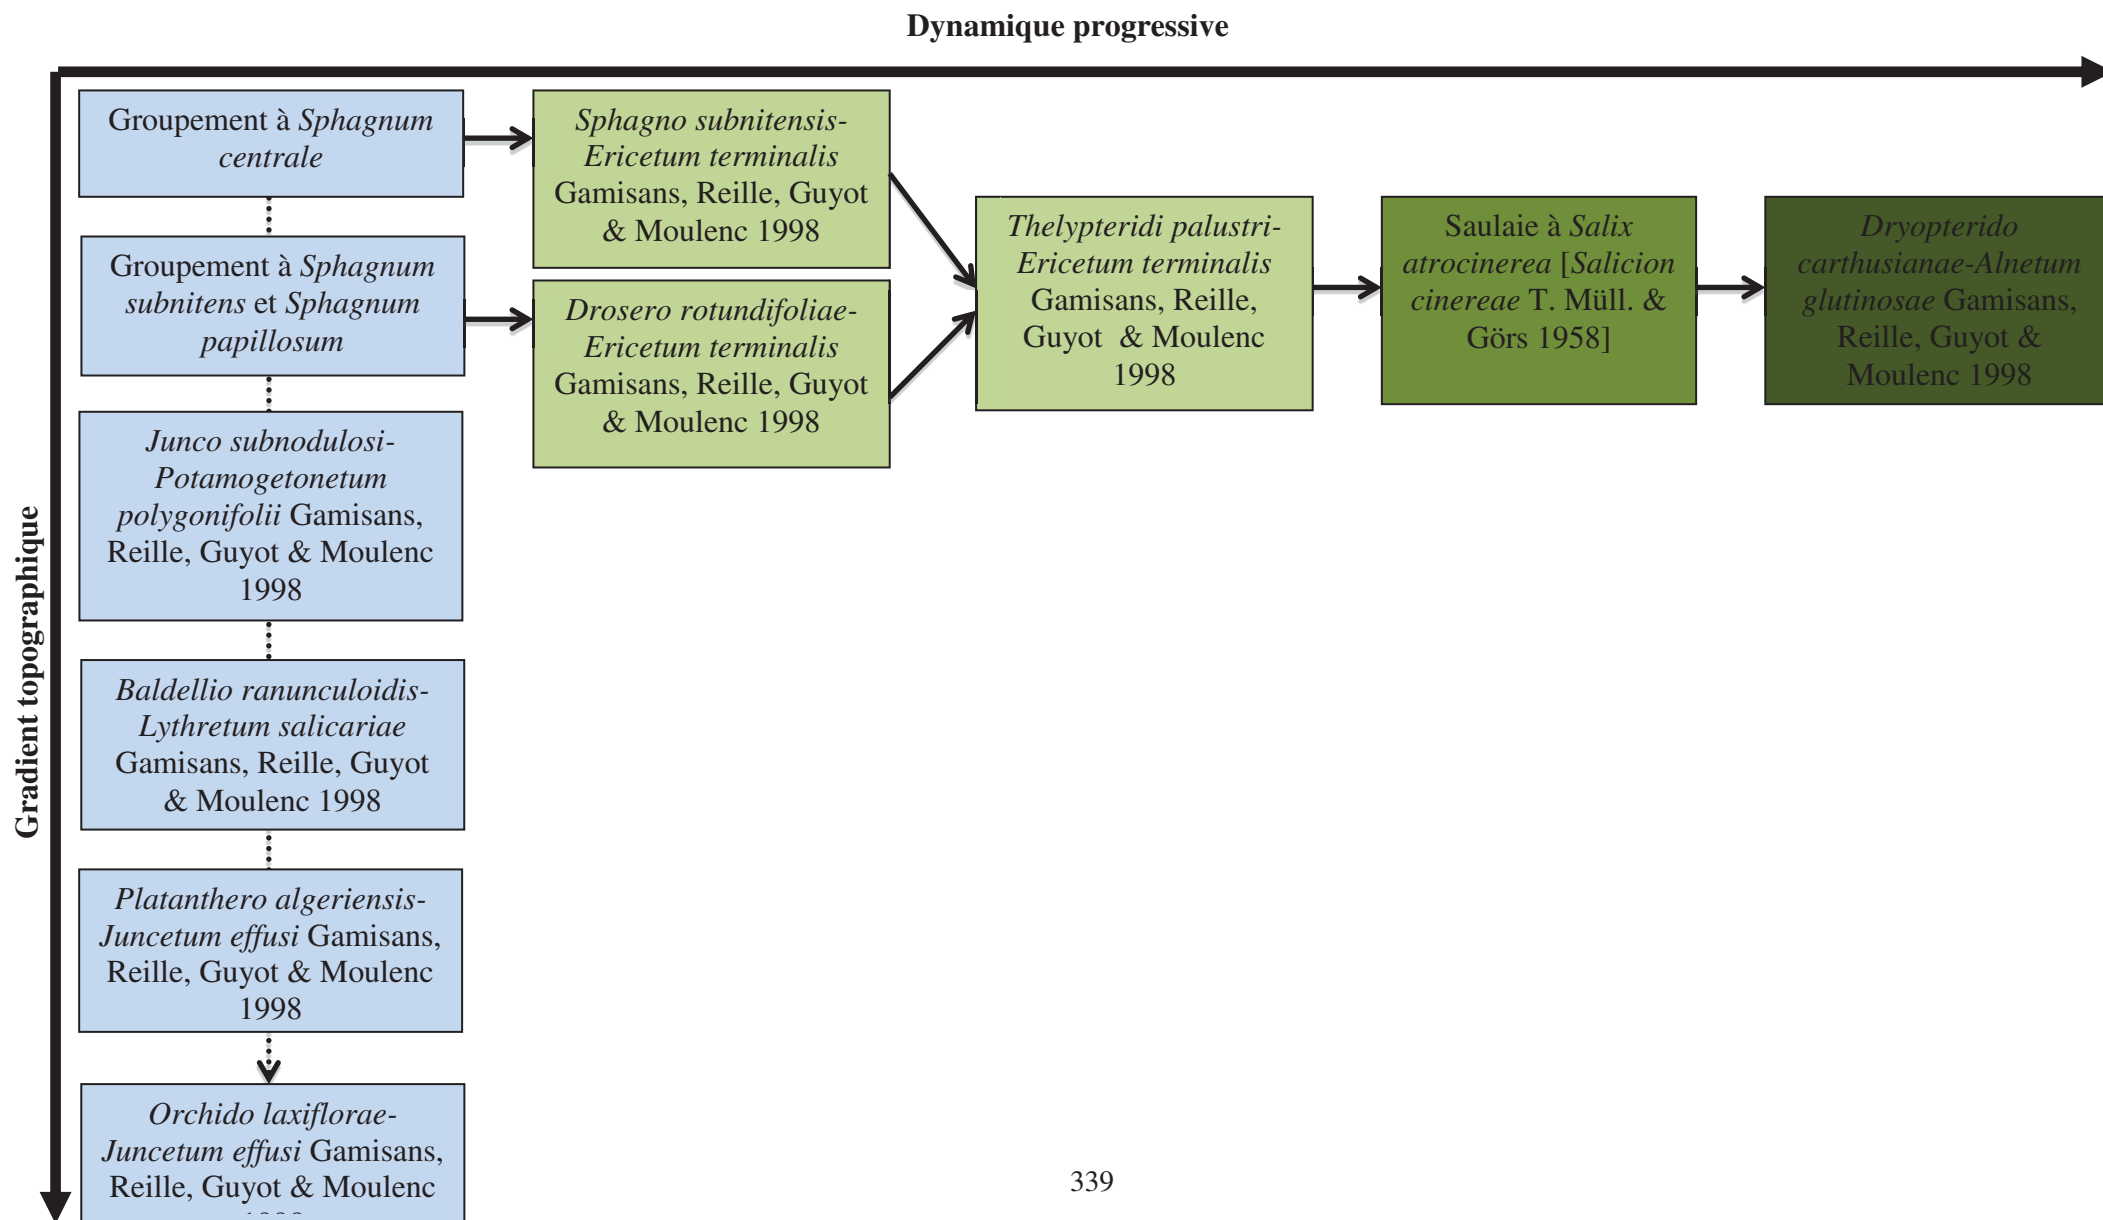 Dynamique progressive
Gradient topographique
Groupement à Sphagnum
centrale
Groupement à Sphagnum
subnitens et Sphagnum
papillosum
Junco subnodulosi-
Potamogetonetum
polygonifolii Gamisans,
Reille, Guyot & Moulenc
1998
Baldellio ranunculoidis-
Lythretum salicariae
Gamisans, Reille, Guyot
& Moulenc 1998
Platanthero algeriensis-
Juncetum effusi Gamisans,
Reille, Guyot & Moulenc
1998
Orchido laxiflorae-
Juncetum effusi Gamisans,
Reille, Guyot & Moulenc
Sphagno subnitensis-
Ericetum terminalis
Gamisans, Reille, Guyot
& Moulenc 1998
Drosero rotundifoliae-
Ericetum terminalis
Gamisans, Reille, Guyot
& Moulenc 1998
Thelypteridi palustri-
Ericetum terminalis
Gamisans, Reille,
Guyot & Moulenc
1998
Saulaie à Salix
atrocinerea [Salicion
cinereae T. Müll. &
Görs 1958]
Dryopterido
carthusianae-Alnetum
glutinosae Gamisans,
Reille, Guyot &
Moulenc 1998
339